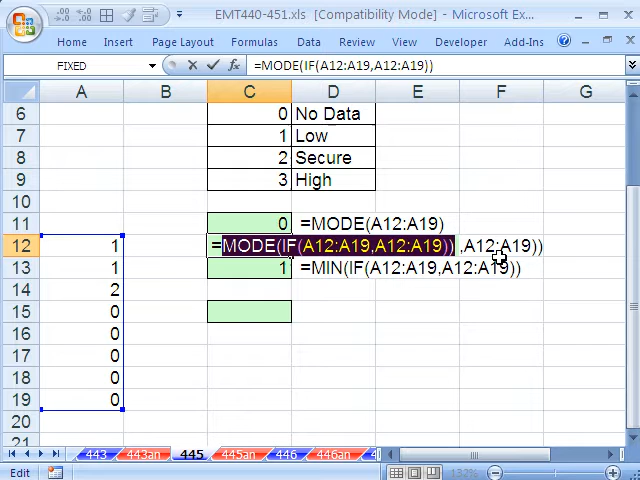 EMT440-451.xls [Compatibility Mode] - Microsoft Ex...
Home Insert Page Layout Formulas Data Review View Developer Add-Ins
FIXED =MODE(IF(A12:A19,A12:A19))
A B C D E F G
6 0 No Data
7 1 Low
8 2 Secure
9 3 High
10
11 0 =MODE(A12:A19)
12 1 =MODE(IF(A12:A19,A12:A19)) ,A12:A19))
13 1 1 =MIN(IF(A12:A19,A12:A19))
14 2
15 0
16 0
17 0
18 0
19 0
20
21
443 443an 444 445an 446 446an
Edit 132%